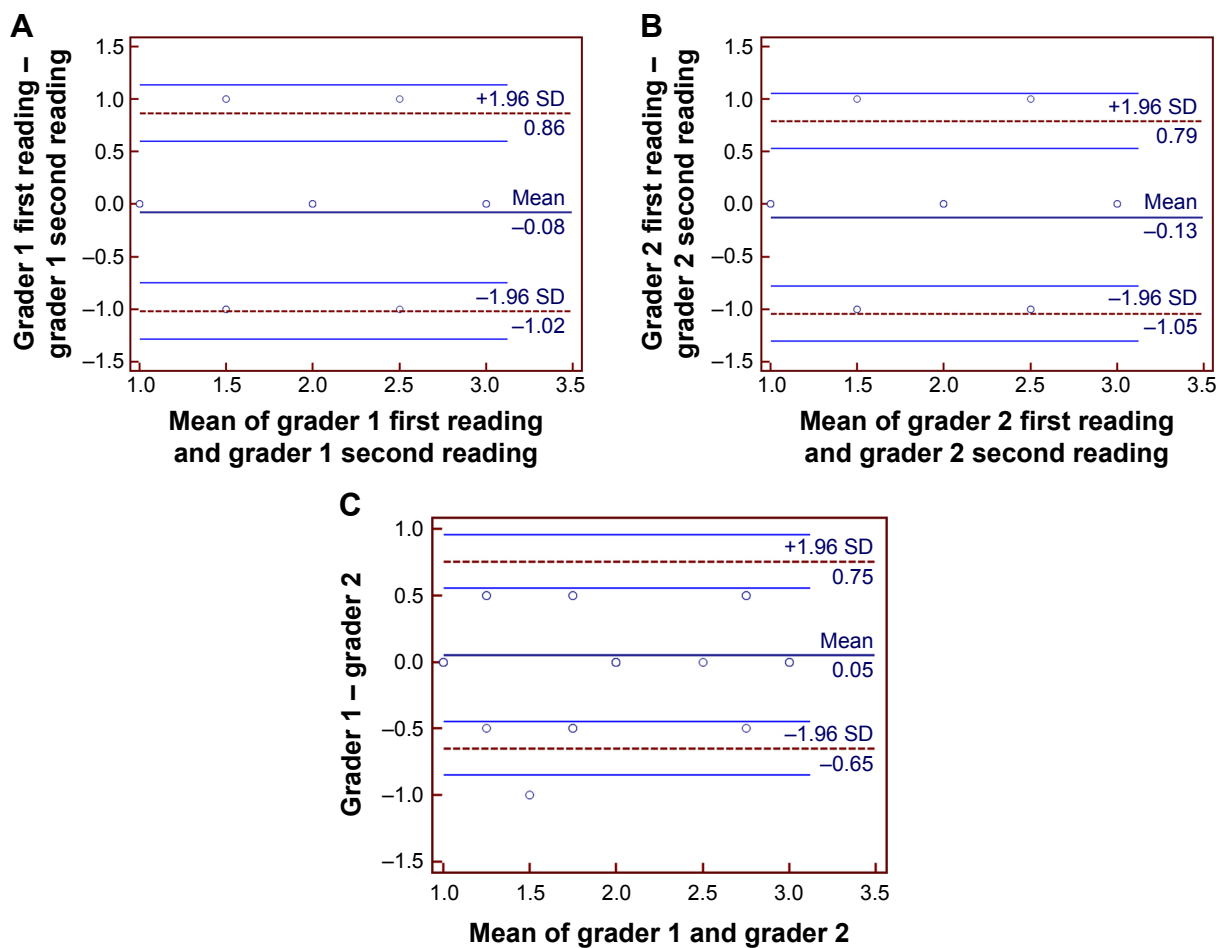 A
Grader 1 first reading –
grader 1 second reading
1.5
1.0
0.5
0.0
–0.5
–1.0
–1.5
+1.96 SD
0.86
Mean
–0.08
–1.96 SD
–1.02
1.0 1.5 2.0 2.5 3.0 3.5
Mean of grader 1 first reading
and grader 1 second reading
B
Grader 2 first reading –
grader 2 second reading
1.5
1.0
0.5
0.0
–0.5
–1.0
–1.5
+1.96 SD
0.79
Mean
–0.13
–1.96 SD
–1.05
1.0 1.5 2.0 2.5 3.0 3.5
Mean of grader 2 first reading
and grader 2 second reading
C
Grader 1 – grader 2
1.0
0.5
0.0
–0.5
–1.0
–1.5
+1.96 SD
0.75
Mean
0.05
–1.96 SD
–0.65
1.0 1.5 2.0 2.5 3.0 3.5
Mean of grader 1 and grader 2